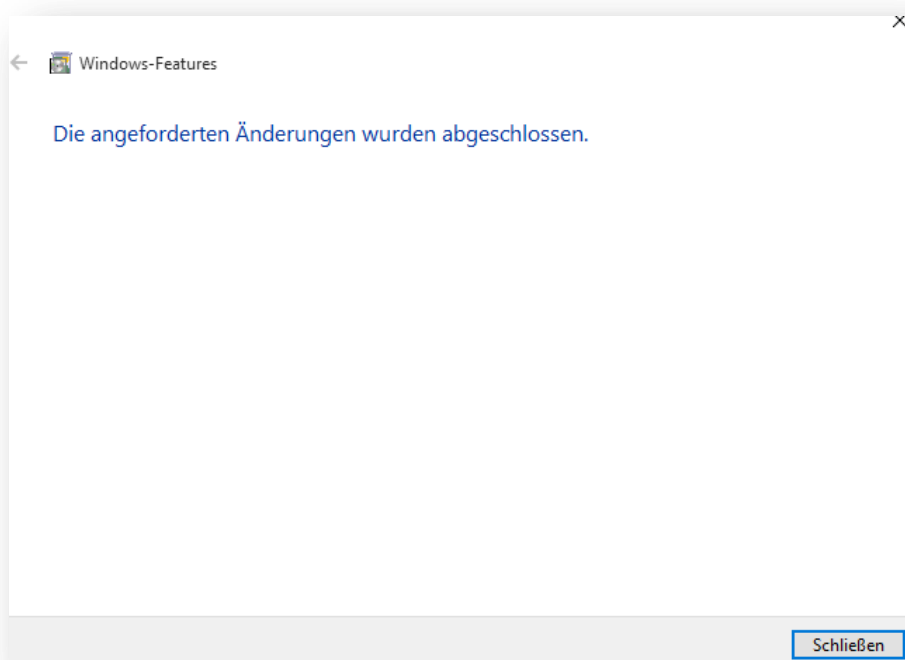 Windows-Features
Die angeforderten Änderungen wurden abgeschlossen.
Schließen